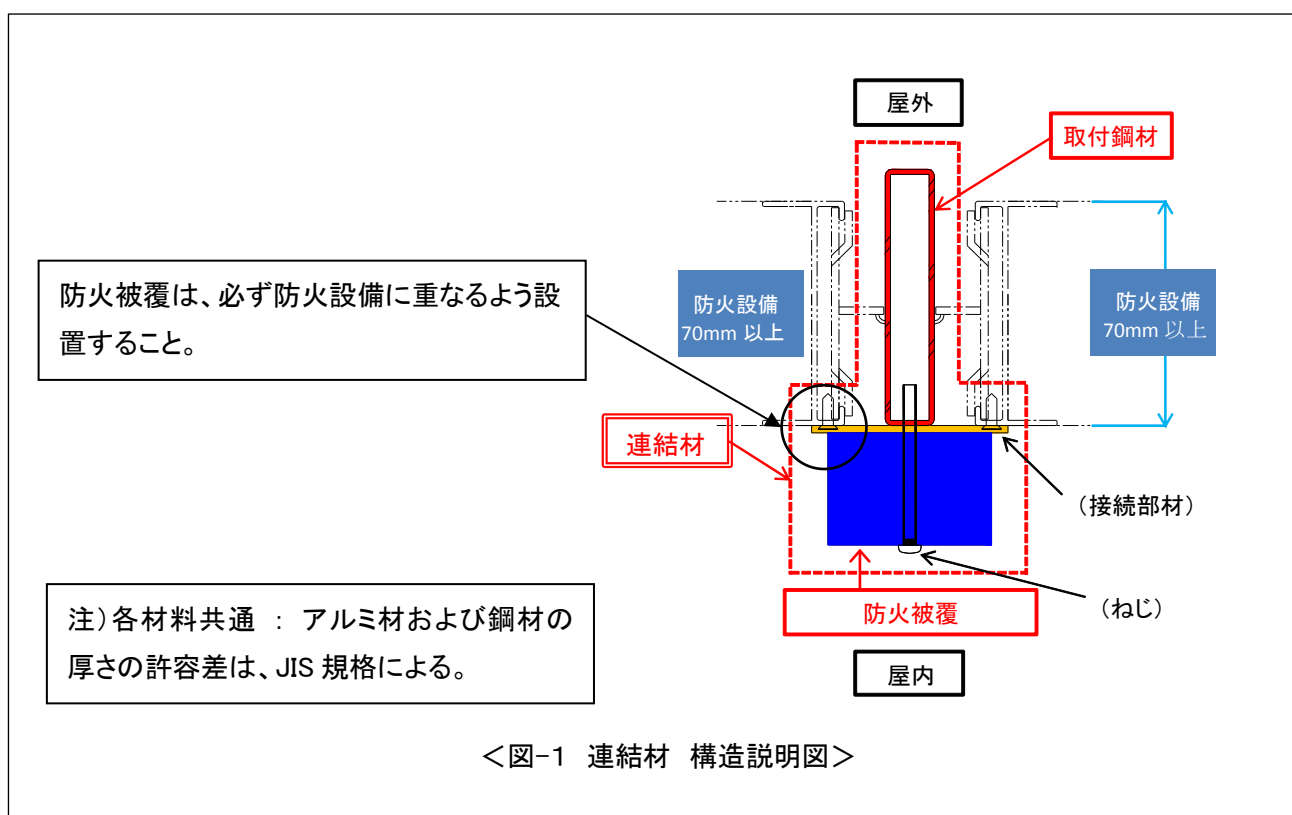 屋外
取付鋼材
防火被覆は、必ず防火設備に重なるよう設
置すること。
防火設備
70mm 以上
防火設備
70mm 以上
連結材
(接続部材)
防火被覆
(ねじ)
注)各材料共通 : アルミ材および鋼材の
厚さの許容差は、JIS 規格による。
屋内
<図-1 連結材 構造説明図>